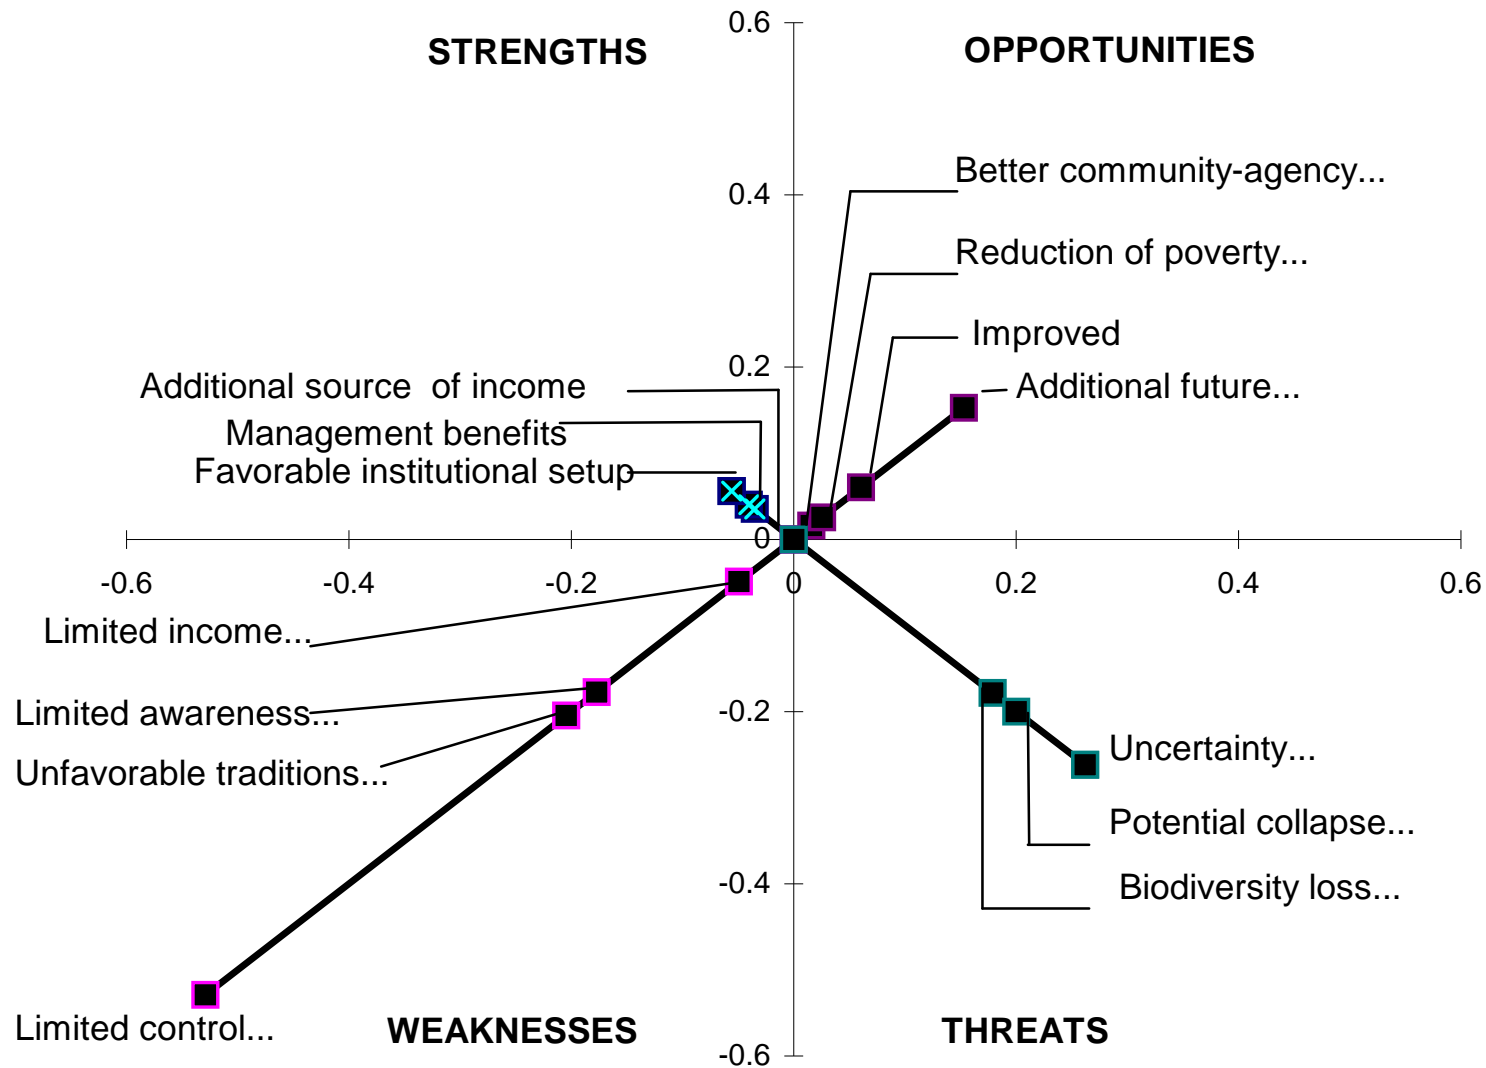 0.6
STRENGTHS
OPPORTUNITIES
Better community-agency...
0.4
Reduction of poverty...
Improved
0.2
Additional source  of income
Additional future...
Management benefits
Favorable institutional setup
0
-0.6
-0.4
-0.2
0
0.2
0.4
0.6
Limited income...
Limited awareness...
-0.2
Uncertainty...
Unfavorable traditions...
Potential collapse...
-0.4
Biodiversity loss...
Limited control...
WEAKNESSES
THREATS
-0.6